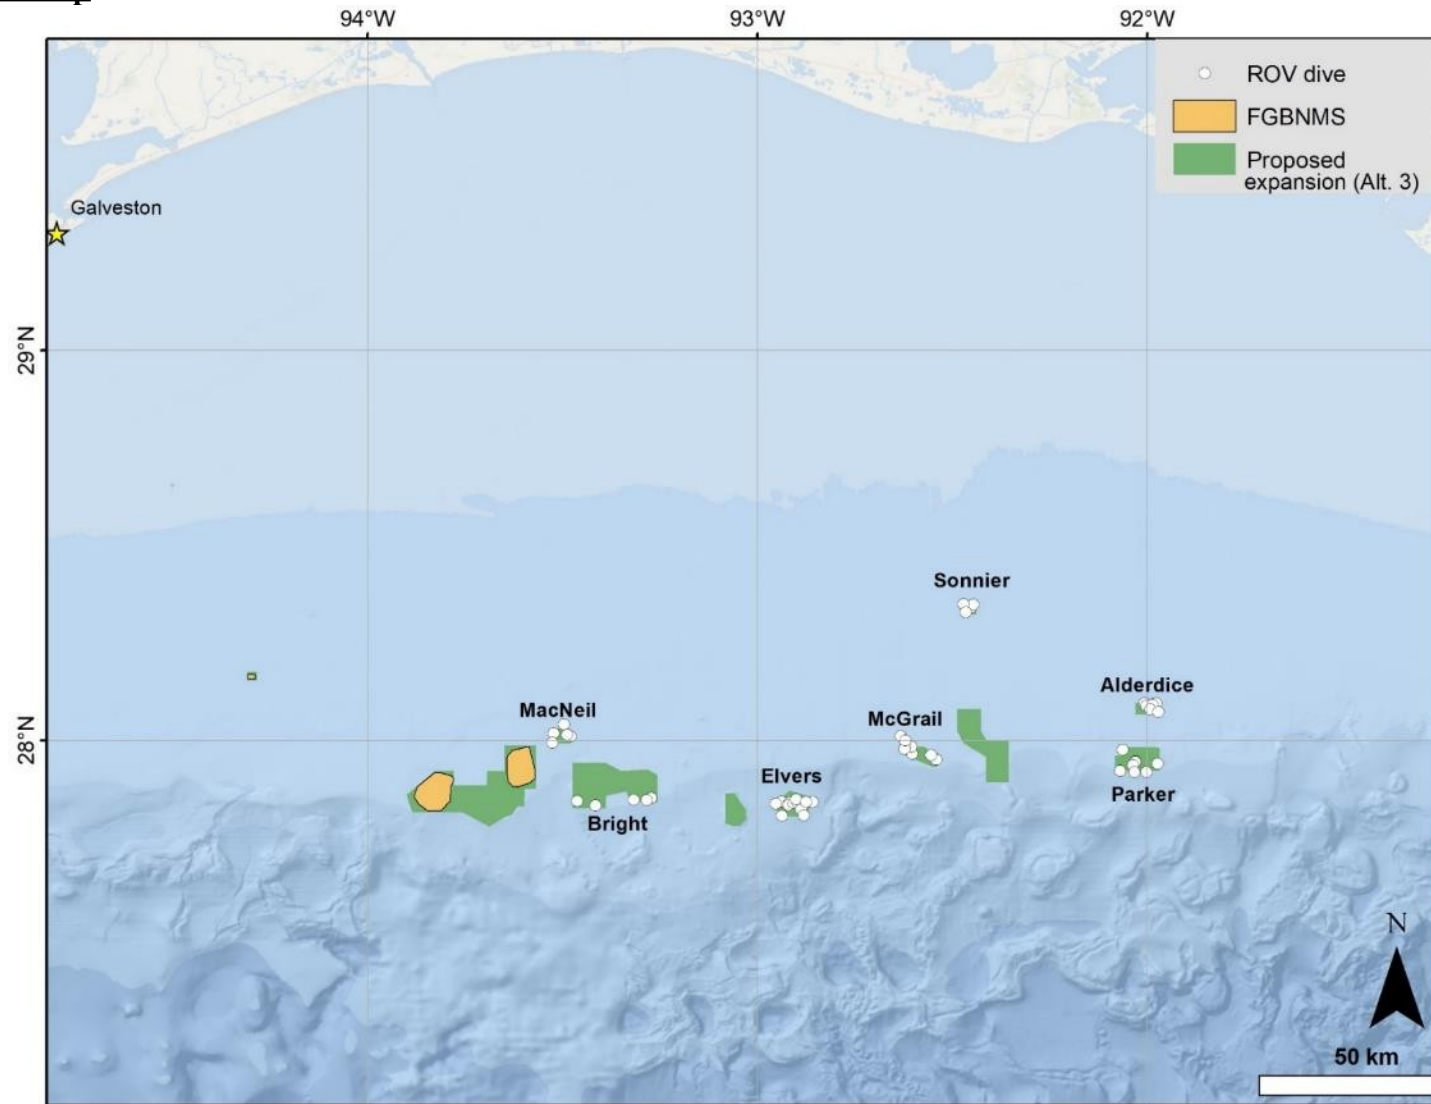 94°W
93°W
92°W
ROV dive
FGBNMS
Proposed
expansion (Alt. 3)
Galveston
29°N
Sonnier
Alderdice
MacNeil
McGrail
28°N
Elvers
Parker
Bright
N
50 km